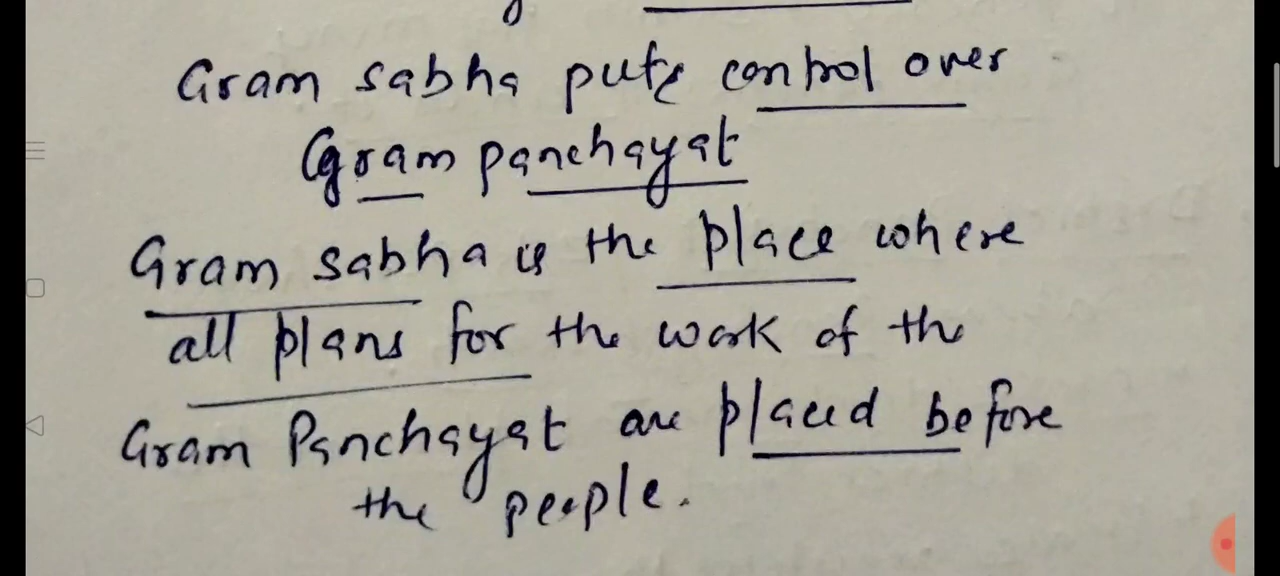 Gram sabha puts control over
Gram panchayat
Gram sabha is the place where
all plans for the work of the
Gram Panchayat are placed before
the people.